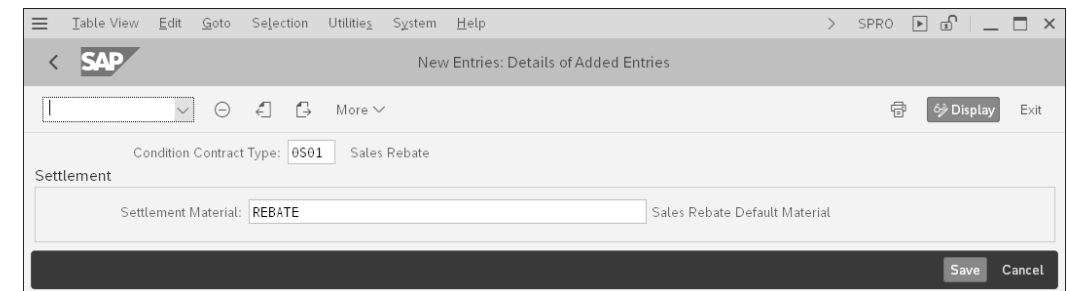 Table View Edit Goto Selection Utilities System Help > SPRO
< SAP New Entries: Details of Added Entries
More Display Exit
Condition Contract Type: 0S01 Sales Rebate
Settlement
Settlement Material: REBATE Sales Rebate Default Material
Save Cancel